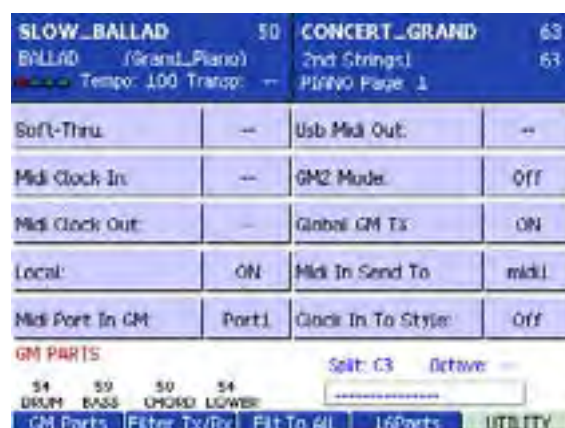 SLOW_BALLAD 50 CONCERT_GRAND 63
BALLAD (Grand_Piano) 2nd Strings1 63
Tempo: 100 Transp: -- PIANO Page 1
Soft-Thru: -- Usb Midi Out: --
Midi Clock In: -- GM2 Mode: Off
Midi Clock Out: -- Global GM TX ON
Local: ON Midi In Send To midi1
Midi Port In GM: Port1 Clock In To Style: Off
GM PARTS Split: C3 Octave: --
54 59 50 54
DRUM BASS CHORD LOWER ----------------
GM Parts Filter Tx/Rx Flt To All 16Parts UTILITY